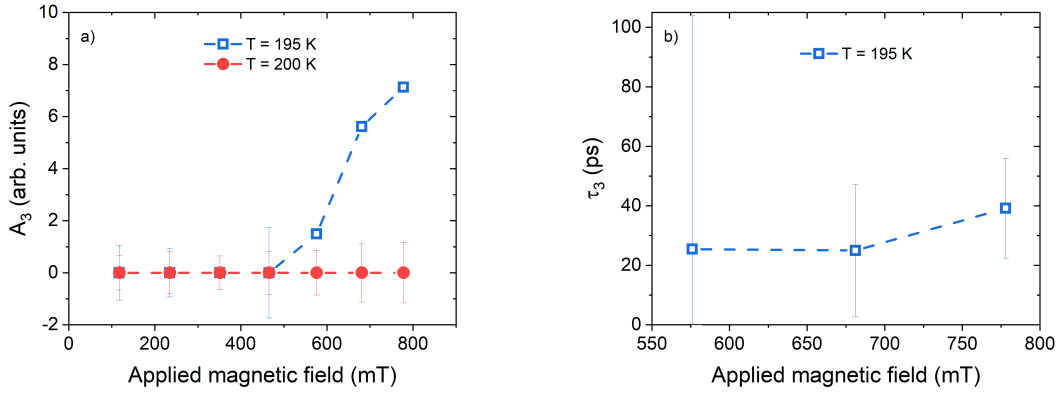 a)
T = 195 K
T = 200 K
A₃ (arb. units)
10
8
6
4
2
0
-2
0 200 400 600 800
Applied magnetic field (mT)
b)
T = 195 K
τ₃ (ps)
100
80
60
40
20
0
550 600 650 700 750 800
Applied magnetic field (mT)